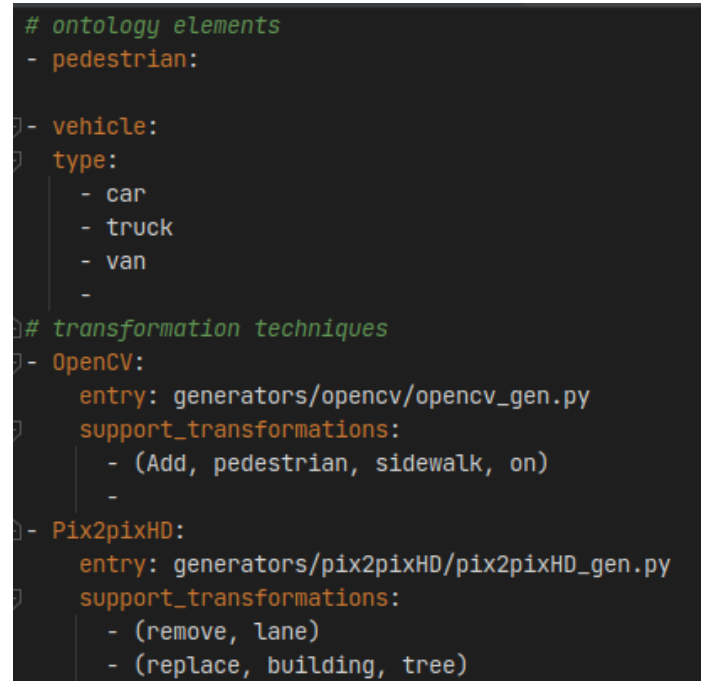 # ontology elements
- pedestrian:
- vehicle:
  type:
    - car
    - truck
    - van
    -
# transformation techniques
- OpenCV:
    entry: generators/opencv/opencv_gen.py
    support_transformations:
      - (Add, pedestrian, sidewalk, on)
      -
- Pix2pixHD:
    entry: generators/pix2pixHD/pix2pixHD_gen.py
    support_transformations:
      - (remove, lane)
      - (replace, building, tree)